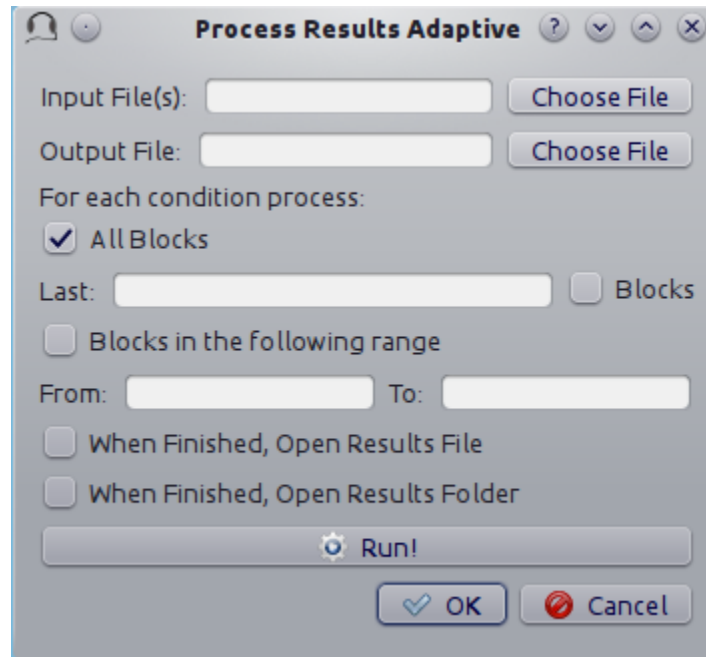 Process Results Adaptive ?
Input File(s): Choose File
Output File: Choose File
For each condition process:
All Blocks
Last: Blocks
Blocks in the following range
From: To:
When Finished, Open Results File
When Finished, Open Results Folder
Run!
OK Cancel